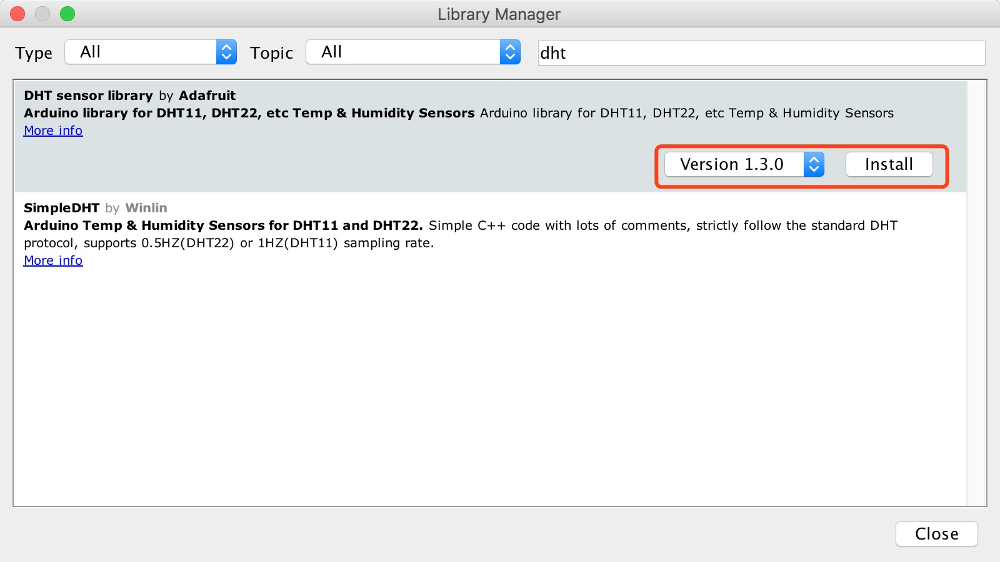 Library Manager
Type All Topic All dht
DHT sensor library by Adafruit
Arduino library for DHT11, DHT22, etc Temp & Humidity Sensors Arduino library for DHT11, DHT22, etc Temp & Humidity Sensors
More info
Version 1.3.0 Install
SimpleDHT by Winlin
Arduino Temp & Humidity Sensors for DHT11 and DHT22. Simple C++ code with lots of comments, strictly follow the standard DHT
protocol, supports 0.5HZ(DHT22) or 1HZ(DHT11) sampling rate.
More info
Close